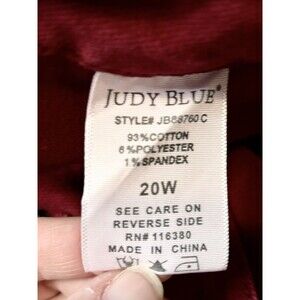 JUDY BLUE®
STYLE# JB88760C
93%COTTON
6%POLYESTER
1%SPANDEX
20W
SEE CARE ON
REVERSE SIDE
RN# 116380
MADE IN CHINA